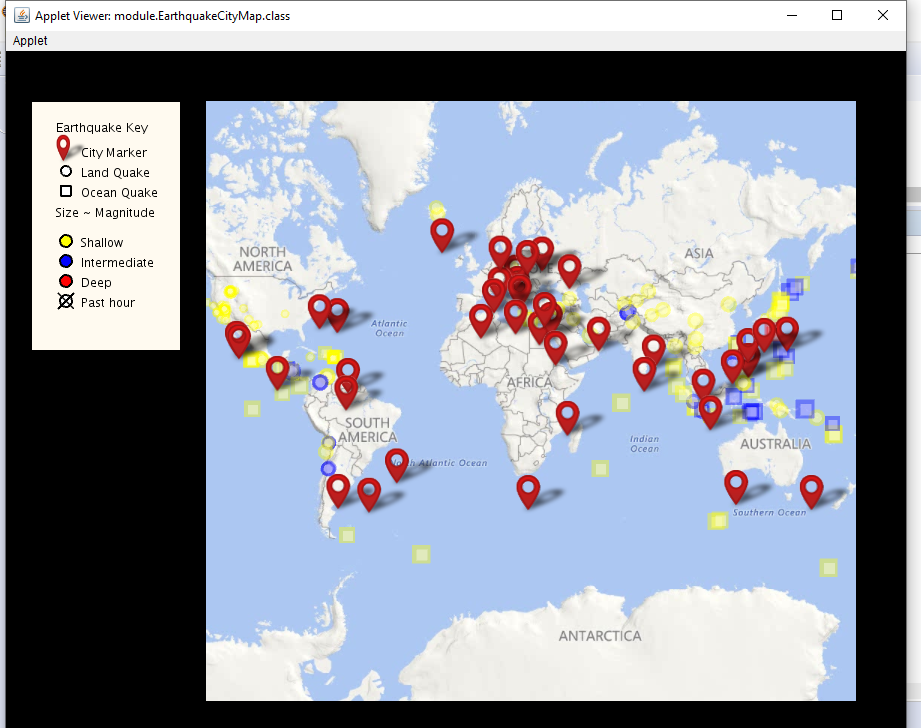 Applet Viewer: module.EarthquakeCityMap.class
Applet
Earthquake Key
City Marker
Land Quake
Ocean Quake
Size ~ Magnitude
Shallow
Intermediate
Deep
Past hour
NORTH
AMERICA
ASIA
Atlantic
Ocean
AFRICA
SOUTH
AMERICA
Indian
Ocean
AUSTRALIA
Atlantic Ocean
Southern Ocean
ANTARCTICA